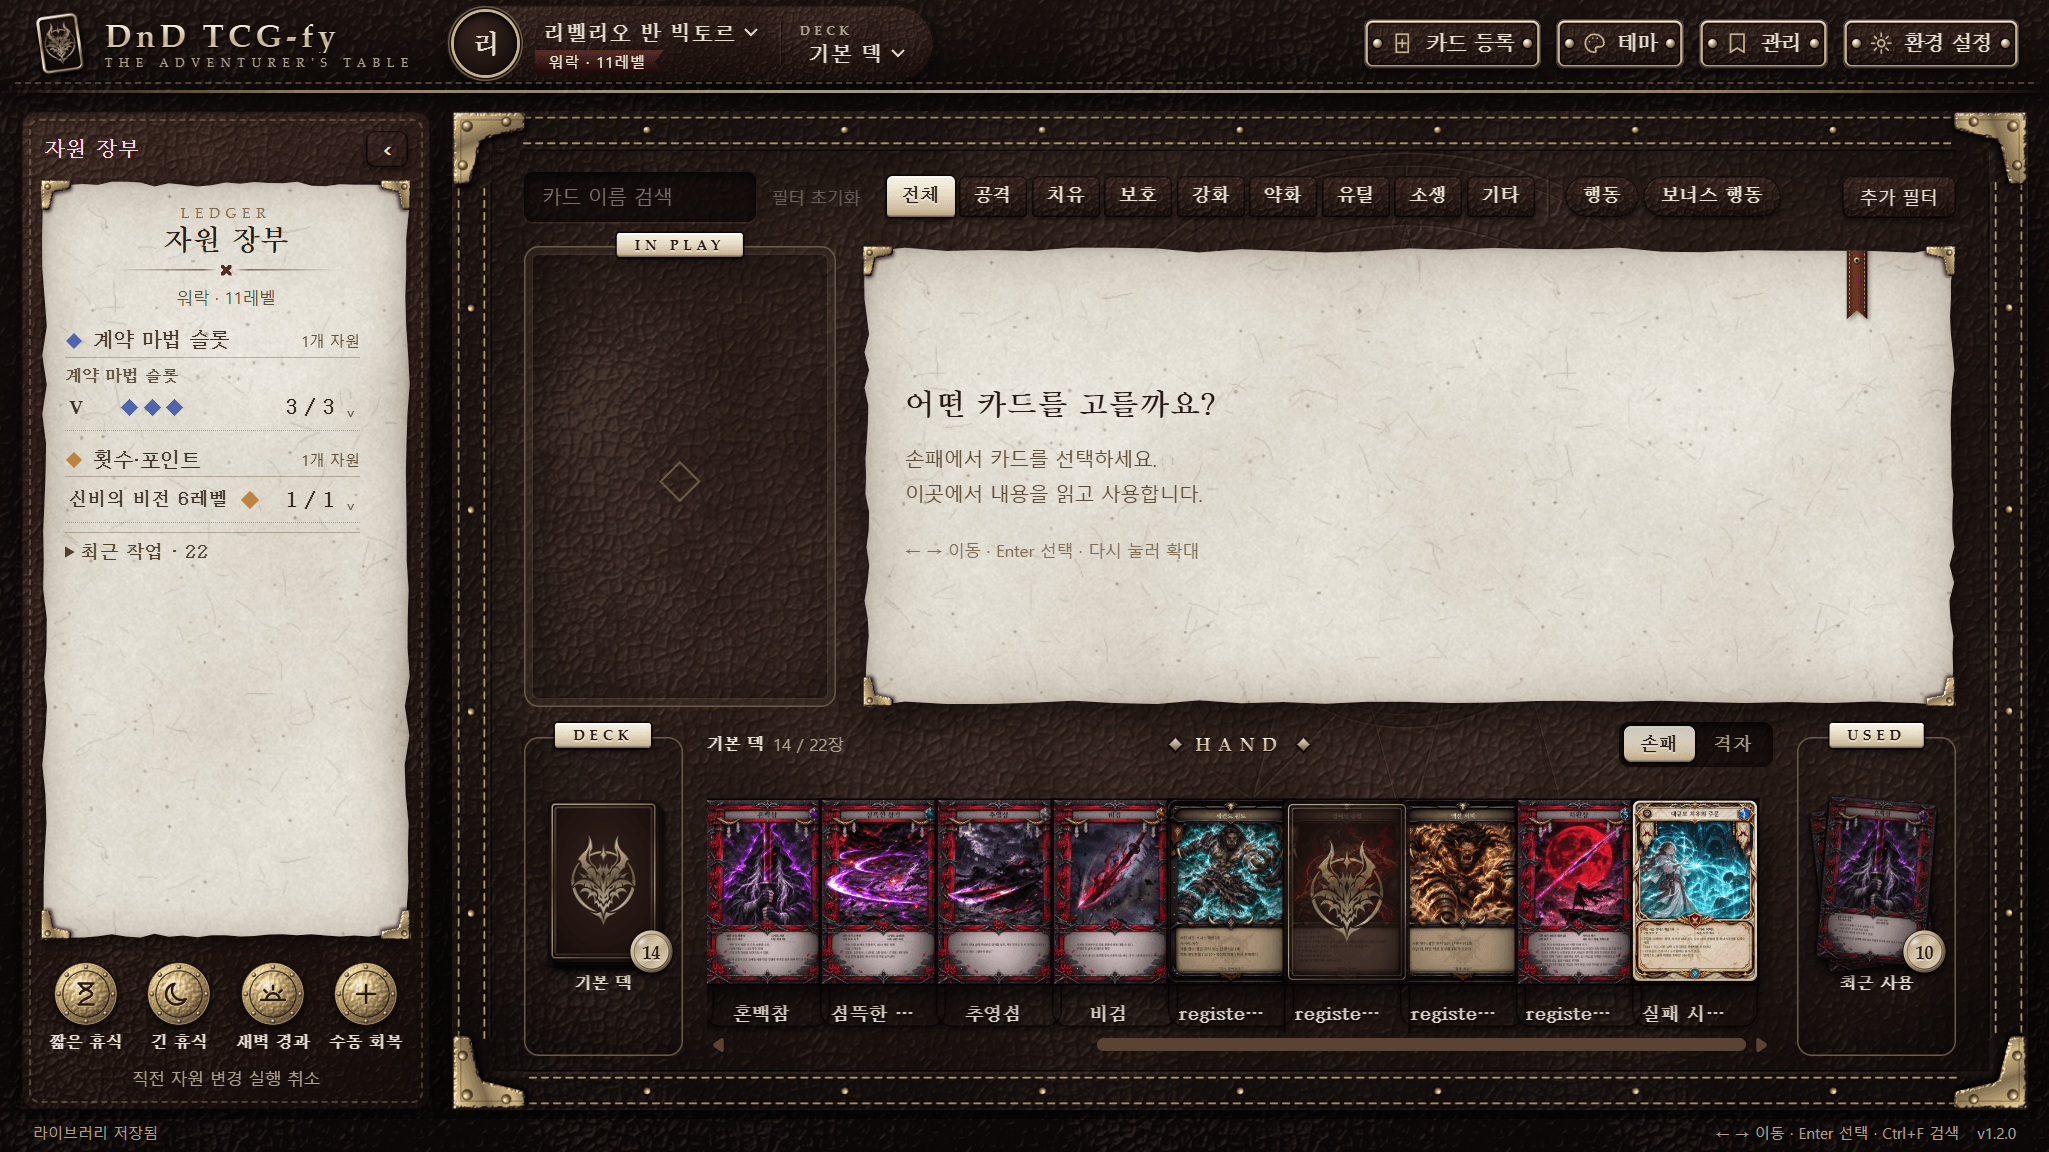 DnD TCG-fy
THE ADVENTURER'S TABLE
리
리벨리오 반 빅토르
워락 · 11레벨
DECK
기본 덱
카드 등록
테마
관리
환경 설정
자원 장부
LEDGER
자원 장부
워락 · 11레벨
계약 마법 슬롯 1개 자원
계약 마법 슬롯
V 3 / 3
횟수·포인트 1개 자원
신비의 비전 6레벨 1 / 1
최근 작업 · 22
짧은 휴식
긴 휴식
새벽 경과
수동 회복
직전 자원 변경 실행 취소
카드 이름 검색
필터 초기화
전체
공격
치유
보호
강화
약화
유틸
소생
기타
행동
보너스 행동
추가 필터
IN PLAY
어떤 카드를 고를까요?
손패에서 카드를 선택하세요.
이곳에서 내용을 읽고 사용합니다.
← → 이동 · Enter 선택 · 다시 눌러 확대
DECK
14
기본 덱
기본 덱 14 / 22장
HAND
손패
격자
혼백참
섬뜩한 ···
추영섬
비검
registe···
registe···
registe···
registe···
실패 시···
USED
10
최근 사용
라이브러리 저장됨
← → 이동 · Enter 선택 · Ctrl+F 검색 v1.2.0